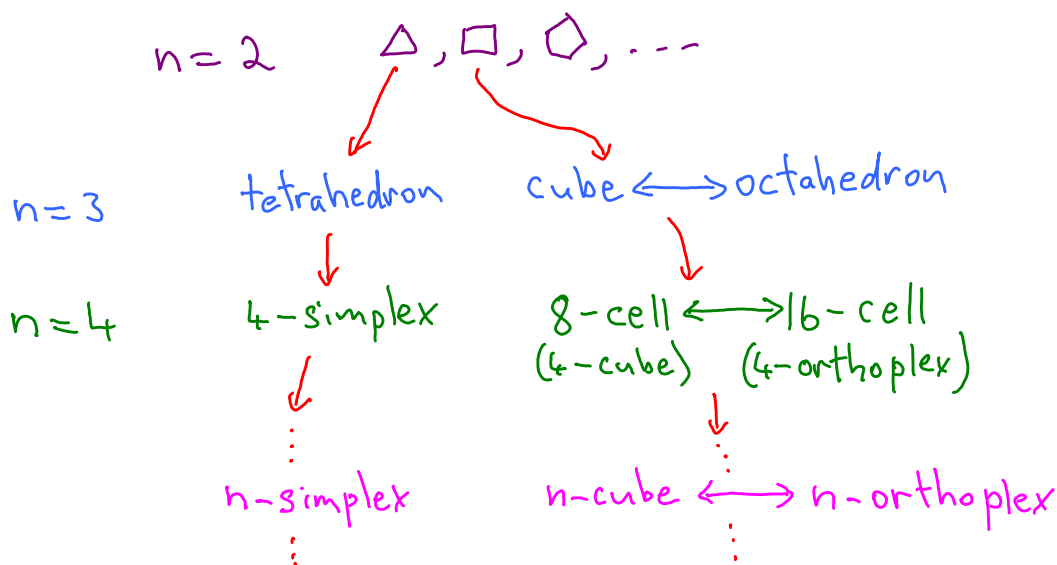 n=2 △, □, ⬠, ...
n=3 tetrahedron cube ⟷ octahedron
n=4 4-simplex 8-cell ⟷ 16-cell
(4-cube) (4-orthoplex)
n-simplex n-cube ⟷ n-orthoplex